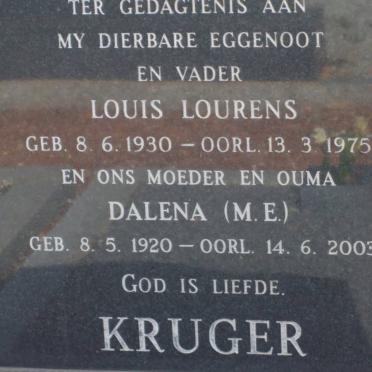 TER GEDAGTENIS AAN
MY DIERBARE EGGENOOT
EN VADER
LOUIS LOURENS
GEB. 8. 6. 1930 – OORL. 13. 3. 1975
EN ONS MOEDER EN OUMA
DALENA (M. E.)
GEB. 8. 5. 1920 – OORL. 14. 6. 2003
GOD IS LIEFDE.
KRUGER